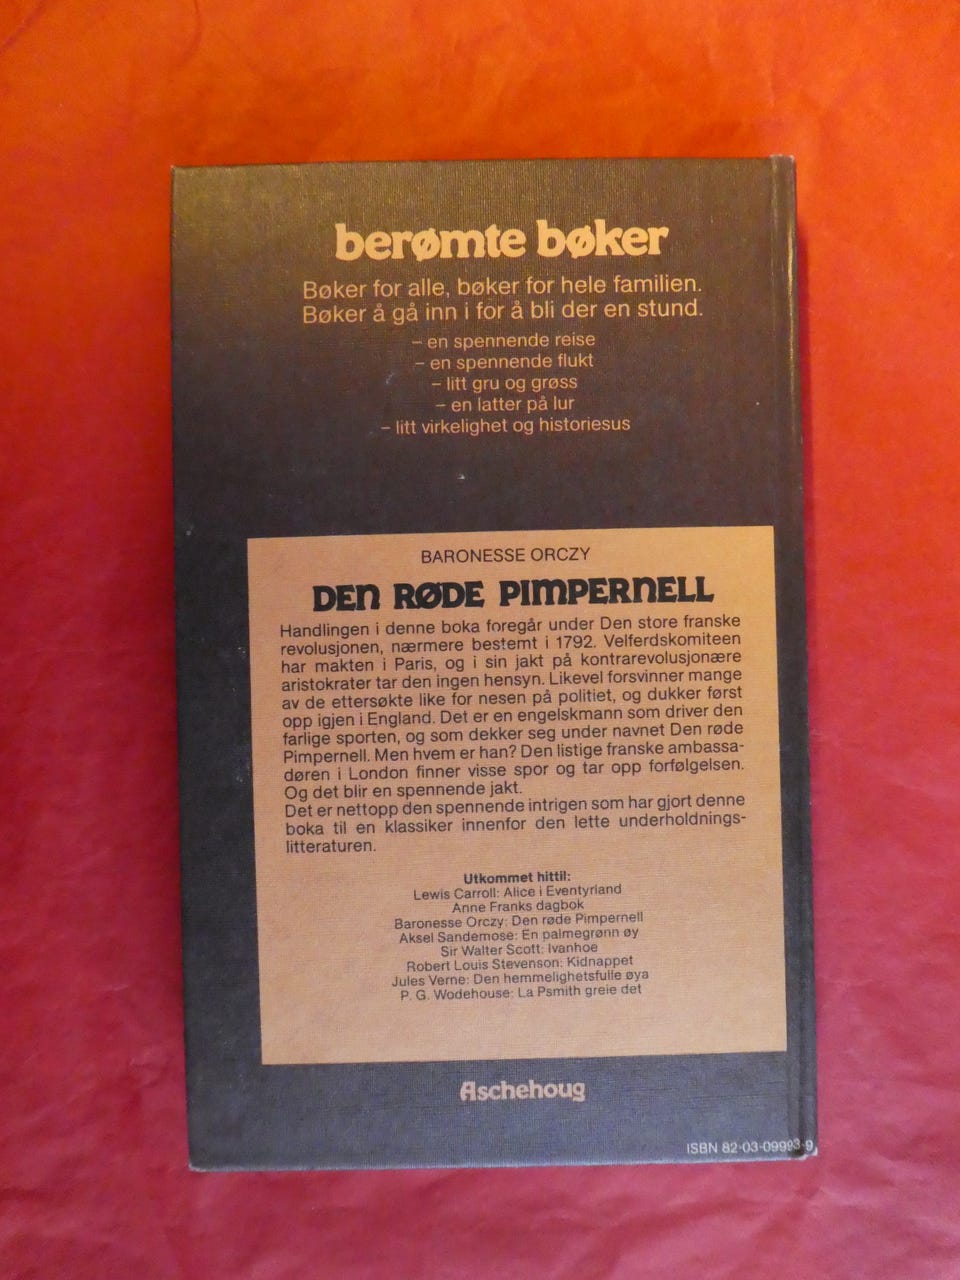 berømte bøker
Bøker for alle, bøker for hele familien.
Bøker å gå inn i for å bli der en stund.
– en spennende reise
– en spennende flukt
– litt gru og grøss
– en latter på lur
– litt virkelighet og historiesus
BARONESSE ORCZY
DEN RØDE PIMPERNELL
Handlingen i denne boka foregår under Den store franske
revolusjonen, nærmere bestemt i 1792. Velferdskomiteen
har makten i Paris, og i sin jakt på kontrarevolusjonære
aristokrater tar den ingen hensyn. Likevel forsvinner mange
av de ettersøkte like for nesen på politiet, og dukker først
opp igjen i England. Det er en engelskmann som driver den
farlige sporten, og som dekker seg under navnet Den røde
Pimpernell. Men hvem er han? Den listige franske ambassa-
døren i London finner visse spor og tar opp forfølgelsen.
Og det blir en spennende jakt.
Det er nettopp den spennende intrigen som har gjort denne
boka til en klassiker innenfor den lette underholdnings-
litteraturen.
Utkommet hittil:
Lewis Carroll: Alice i Eventyrland
Anne Franks dagbok
Baronesse Orczy: Den røde Pimpernell
Aksel Sandemose: En palmegrønn øy
Sir Walter Scott: Ivanhoe
Robert Louis Stevenson: Kidnappet
Jules Verne: Den hemmelighetsfulle øya
P. G. Wodehouse: La Psmith greie det
Aschehoug
ISBN 82-03-09993-9